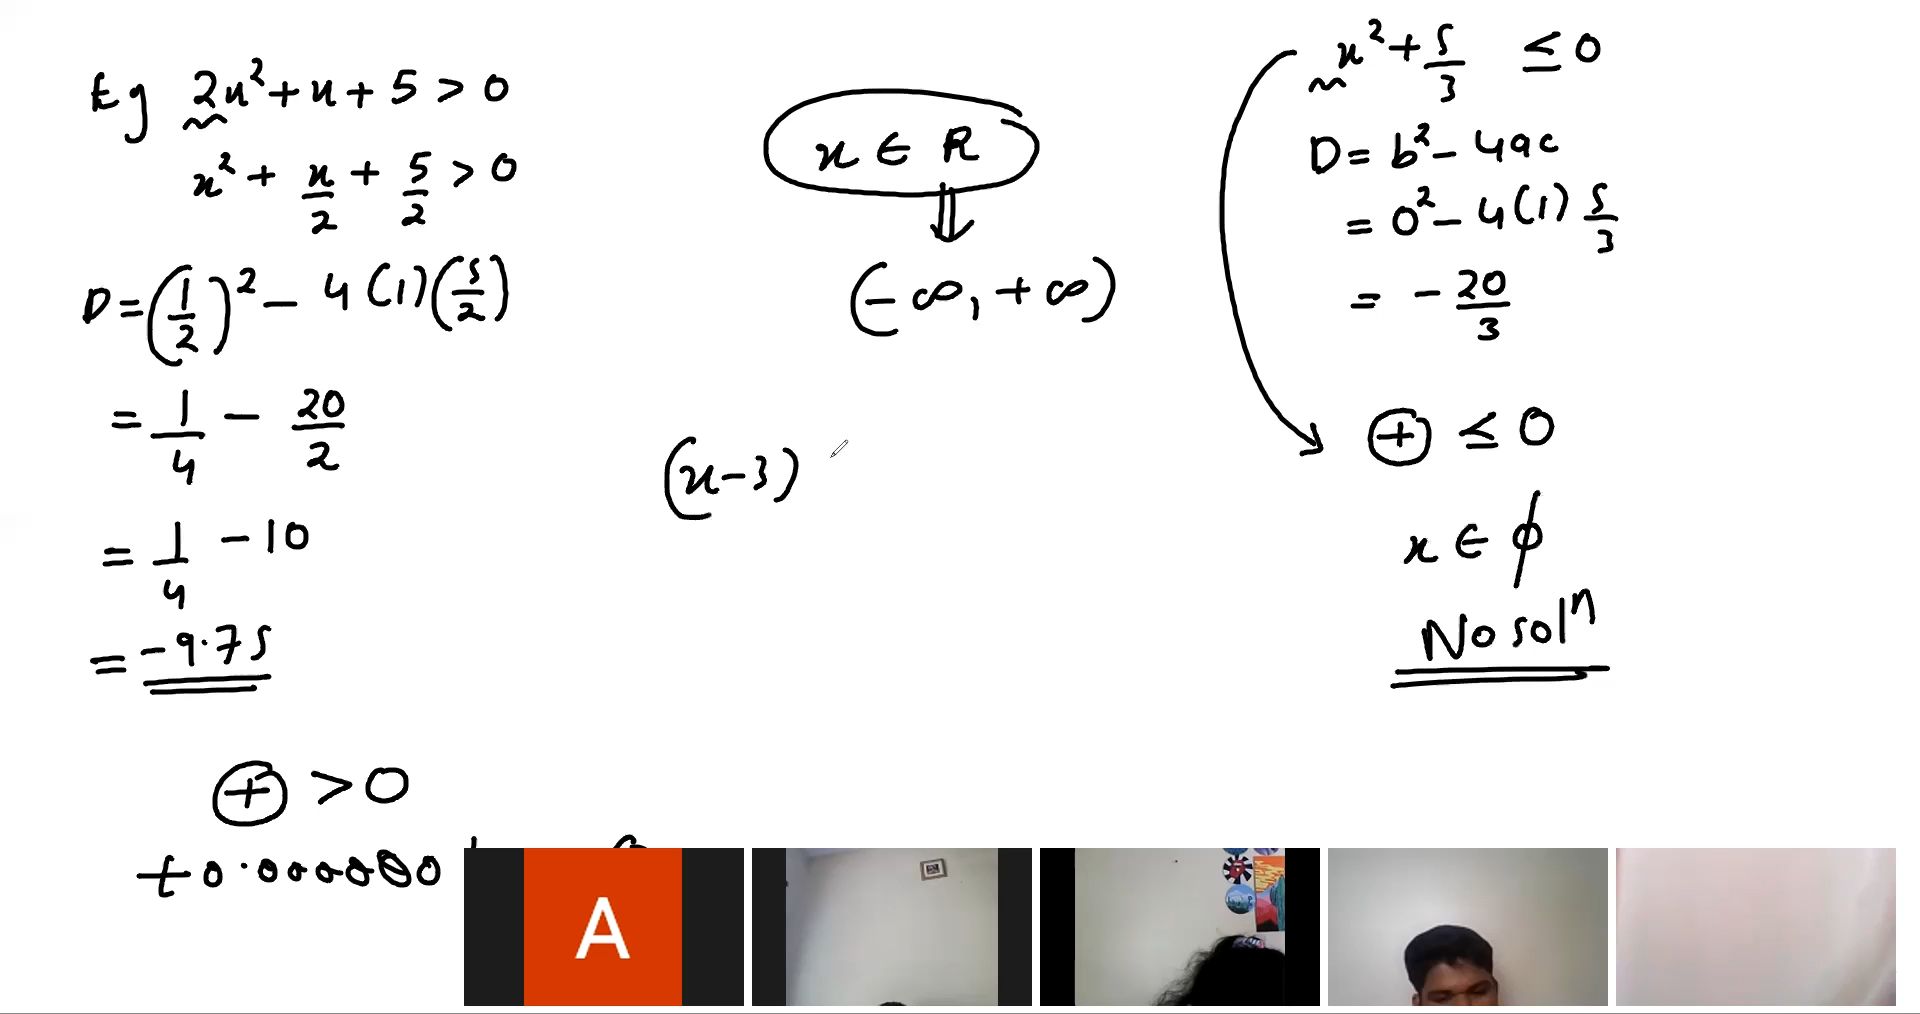 Eg 2x² + x + 5 > 0
x² + x/2 + 5/2 > 0
D = (1/2)² - 4(1)(5/2)
= 1/4 - 20/2
= 1/4 - 10
= -9.75
⊕ > 0
+0.000000
x ∈ R
⇓
(-∞, +∞)
(x-3)
x² + 5/3 ≤ 0
D = b² - 4ac
= 0² - 4(1) 5/3
= - 20/3
⊕ ≤ 0
x ∈ ϕ
No solⁿ
A